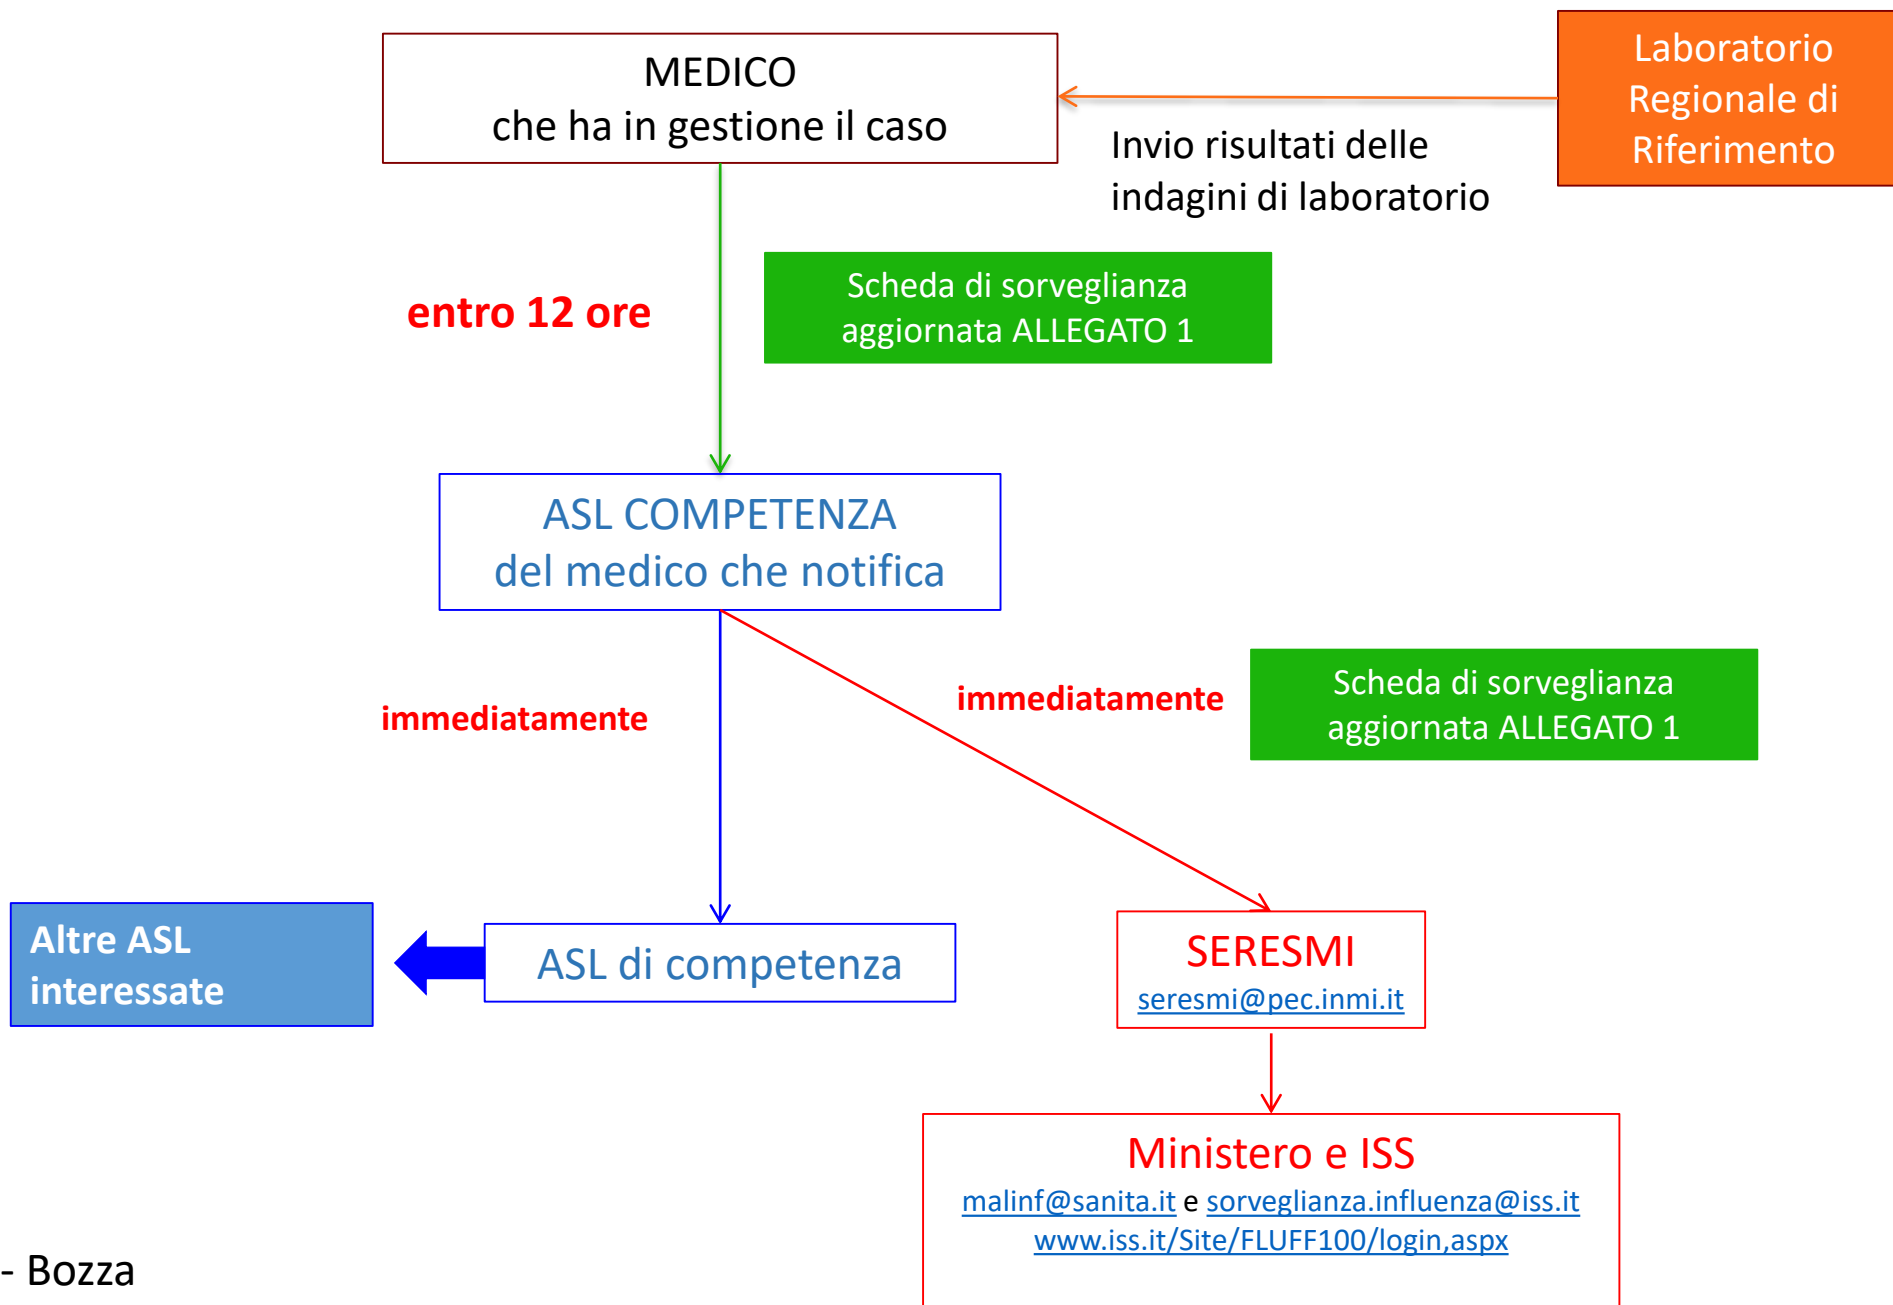 MEDICO
che ha in gestione il caso
Laboratorio
Regionale di
Riferimento
Invio risultati delle
indagini di laboratorio
entro 12 ore
Scheda di sorveglianza
aggiornata ALLEGATO 1
ASL COMPETENZA
del medico che notifica
immediatamente
immediatamente
Scheda di sorveglianza
aggiornata ALLEGATO 1
Altre ASL
interessate
ASL di competenza
SERESMI
seresmi@pec.inmi.it
Ministero e ISS
malinf@sanita.it e sorveglianza.influenza@iss.it
www.iss.it/Site/FLUFF100/login,aspx
- Bozza